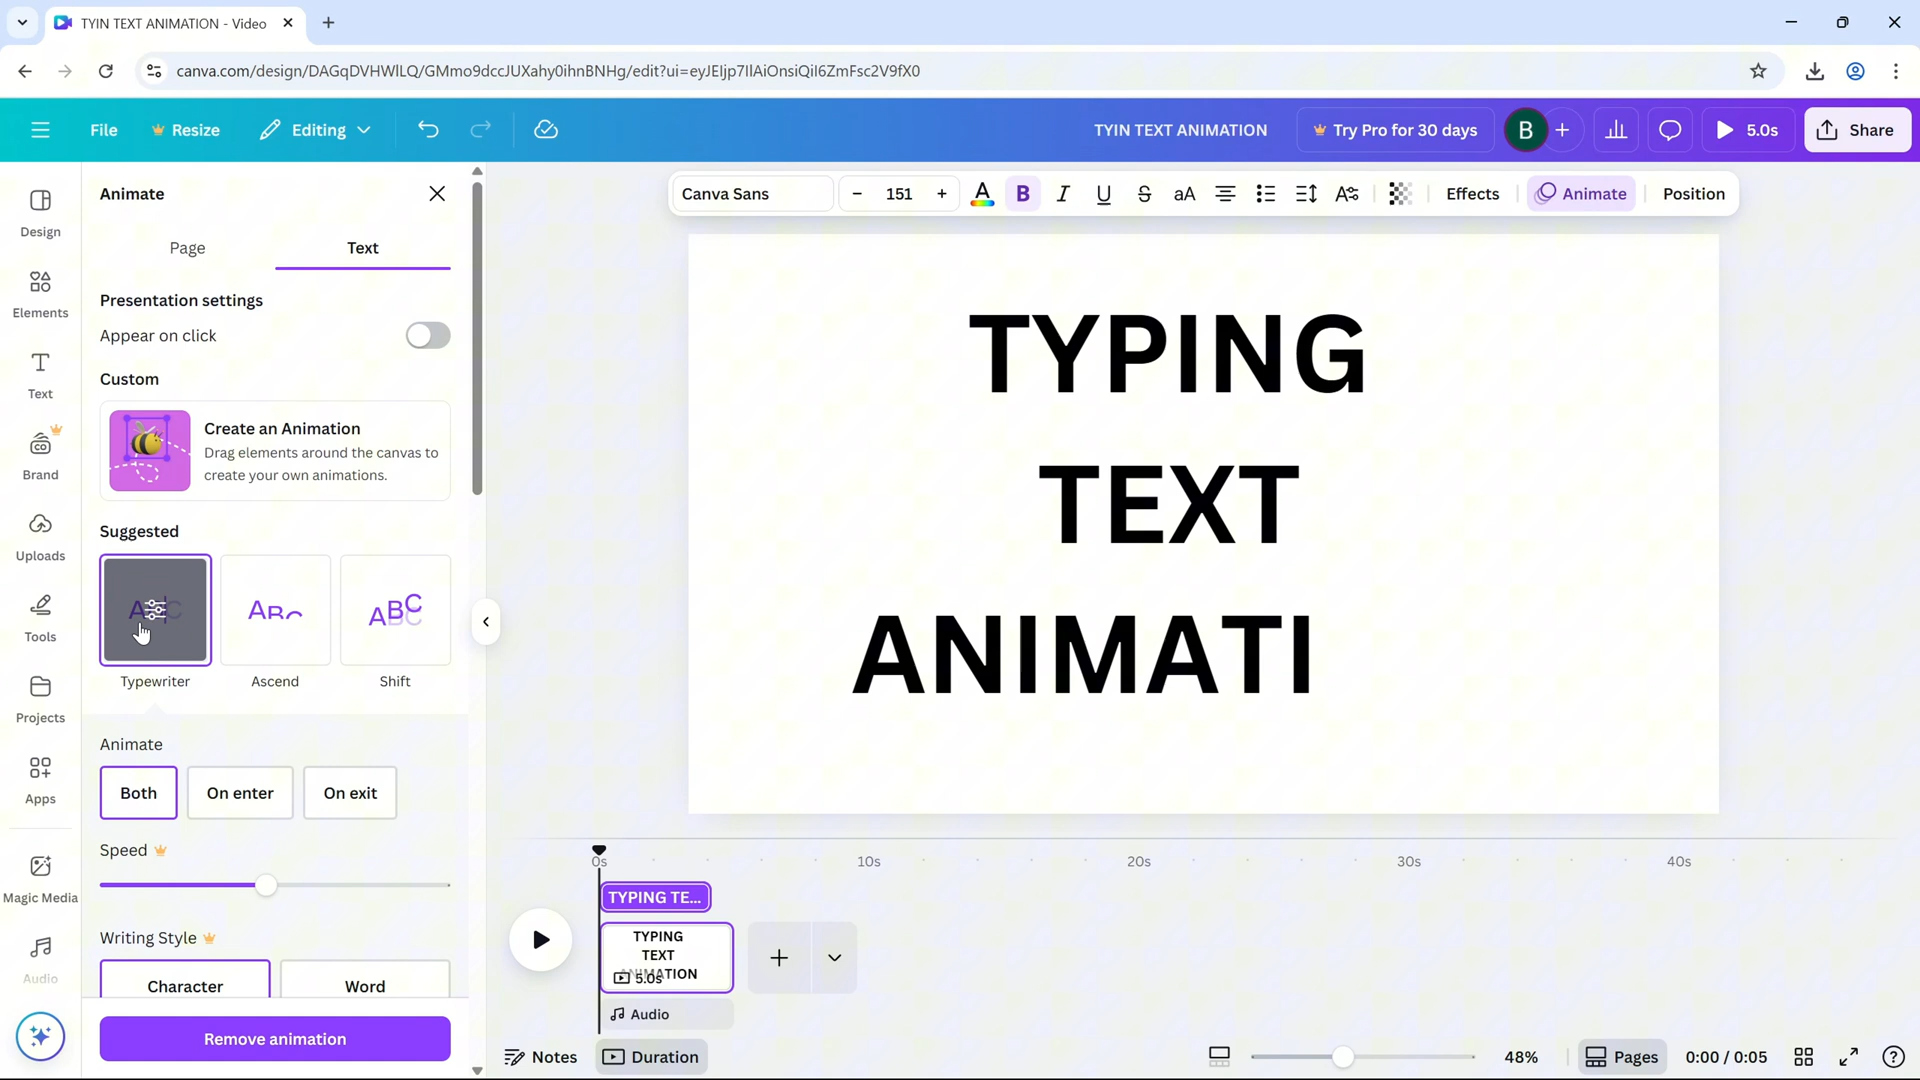 TYIN TEXT ANIMATION - Video
canva.com/design/DAGqDVHWlLQ/GMmo9dccJUXahy0ihnBNHg/edit?ui=eyJEIjp7IlAiOnsiQiI6ZmFsc2V9fX0
File
Resize
Editing
TYIN TEXT ANIMATION
Try Pro for 30 days
B
5.0s
Share
Design
Elements
Text
Brand
Uploads
Tools
Projects
Apps
Magic Media
Audio
Animate
Page
Text
Presentation settings
Appear on click
Custom
Create an Animation
Drag elements around the canvas to
create your own animations.
Suggested
ABC
ABC
ABC
Typewriter
Ascend
Shift
Animate
Both
On enter
On exit
Speed
Writing Style
Character
Word
Remove animation
Canva Sans
– 151 +
A
B
I
U
S
aA
Effects
Animate
Position
TYPING
TEXT
ANIMATI
0s
10s
20s
30s
40s
TYPING TE...
TYPING
TEXT
ANIMATION
5.0s
Audio
Notes
Duration
48%
Pages
0:00 / 0:05